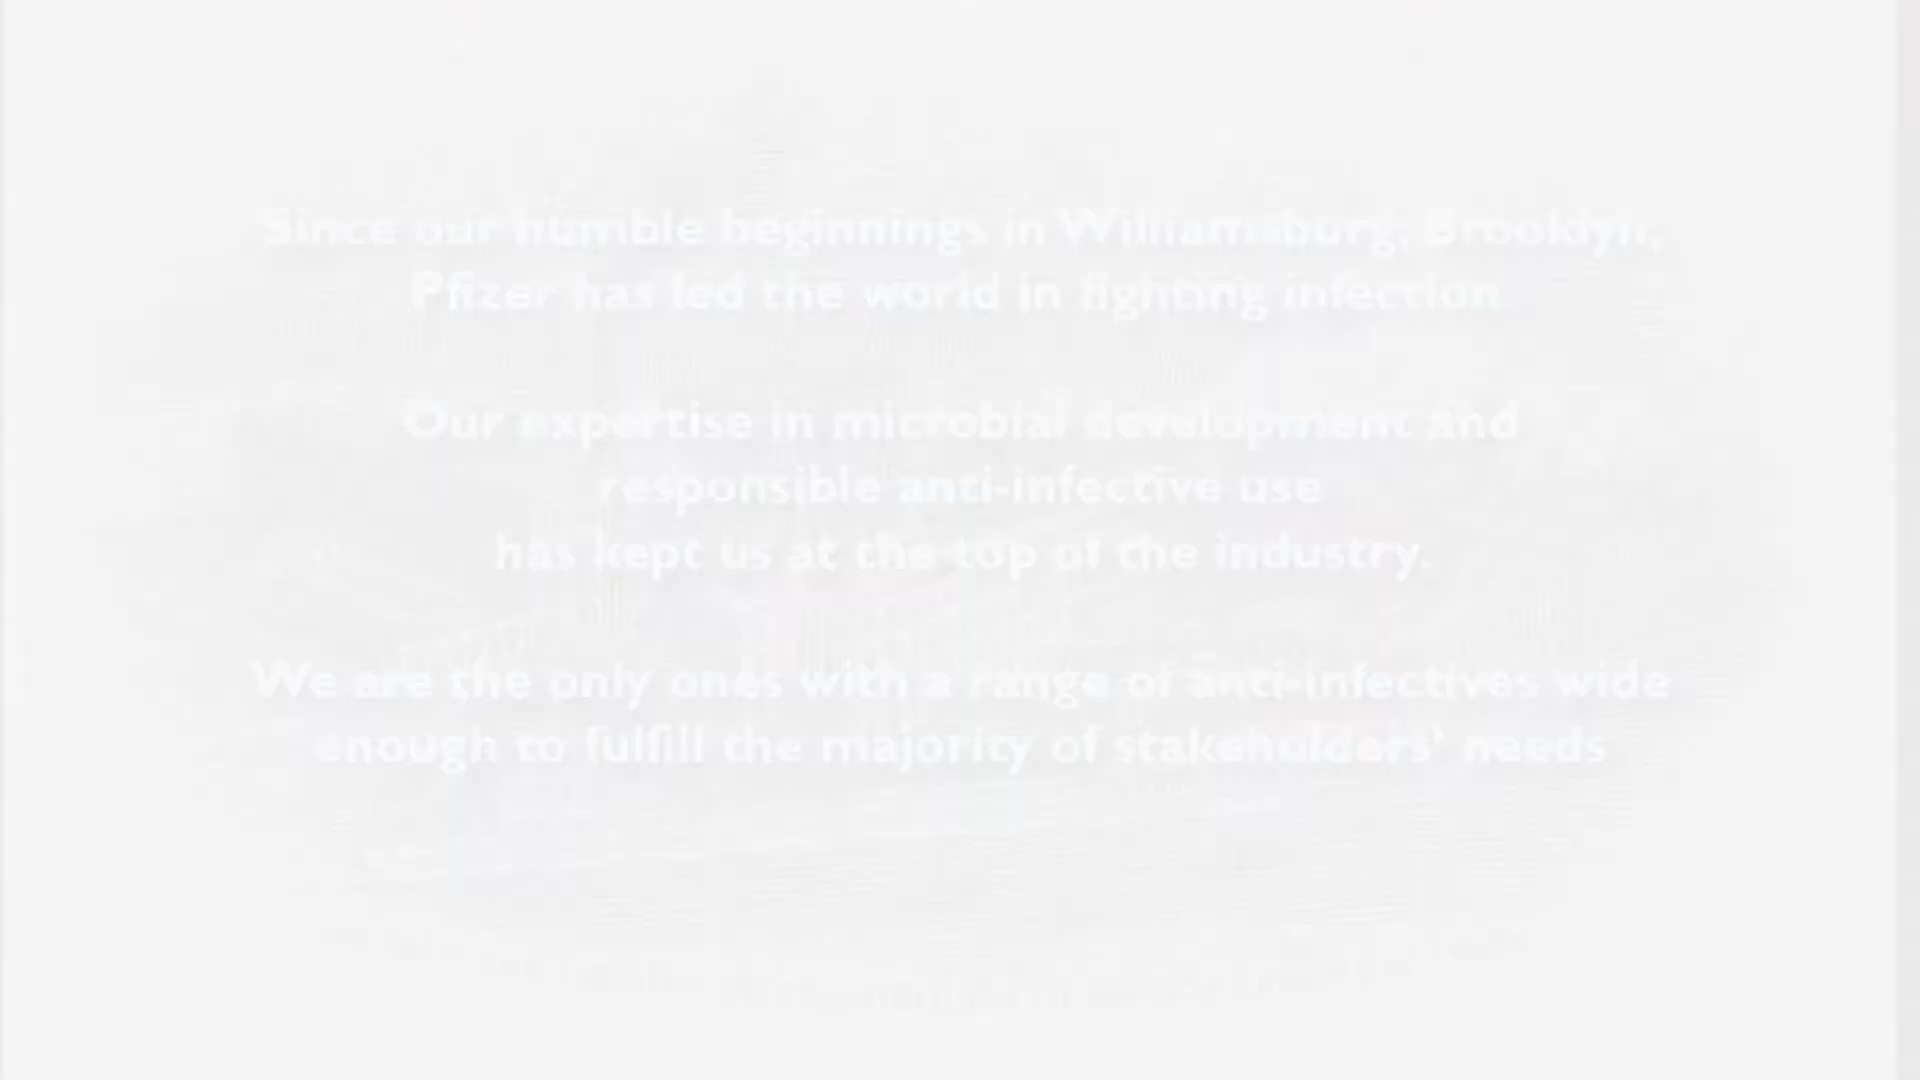 Since our humble beginnings in Williamsburg, Brooklyn,
Pfizer has led the world in fighting infection.
Our expertise in microbial development and
responsible anti-infective use
has kept us at the top of the industry.
We are the only ones with a range of anti-infectives wide
enough to fulfill the majority of stakeholders' needs